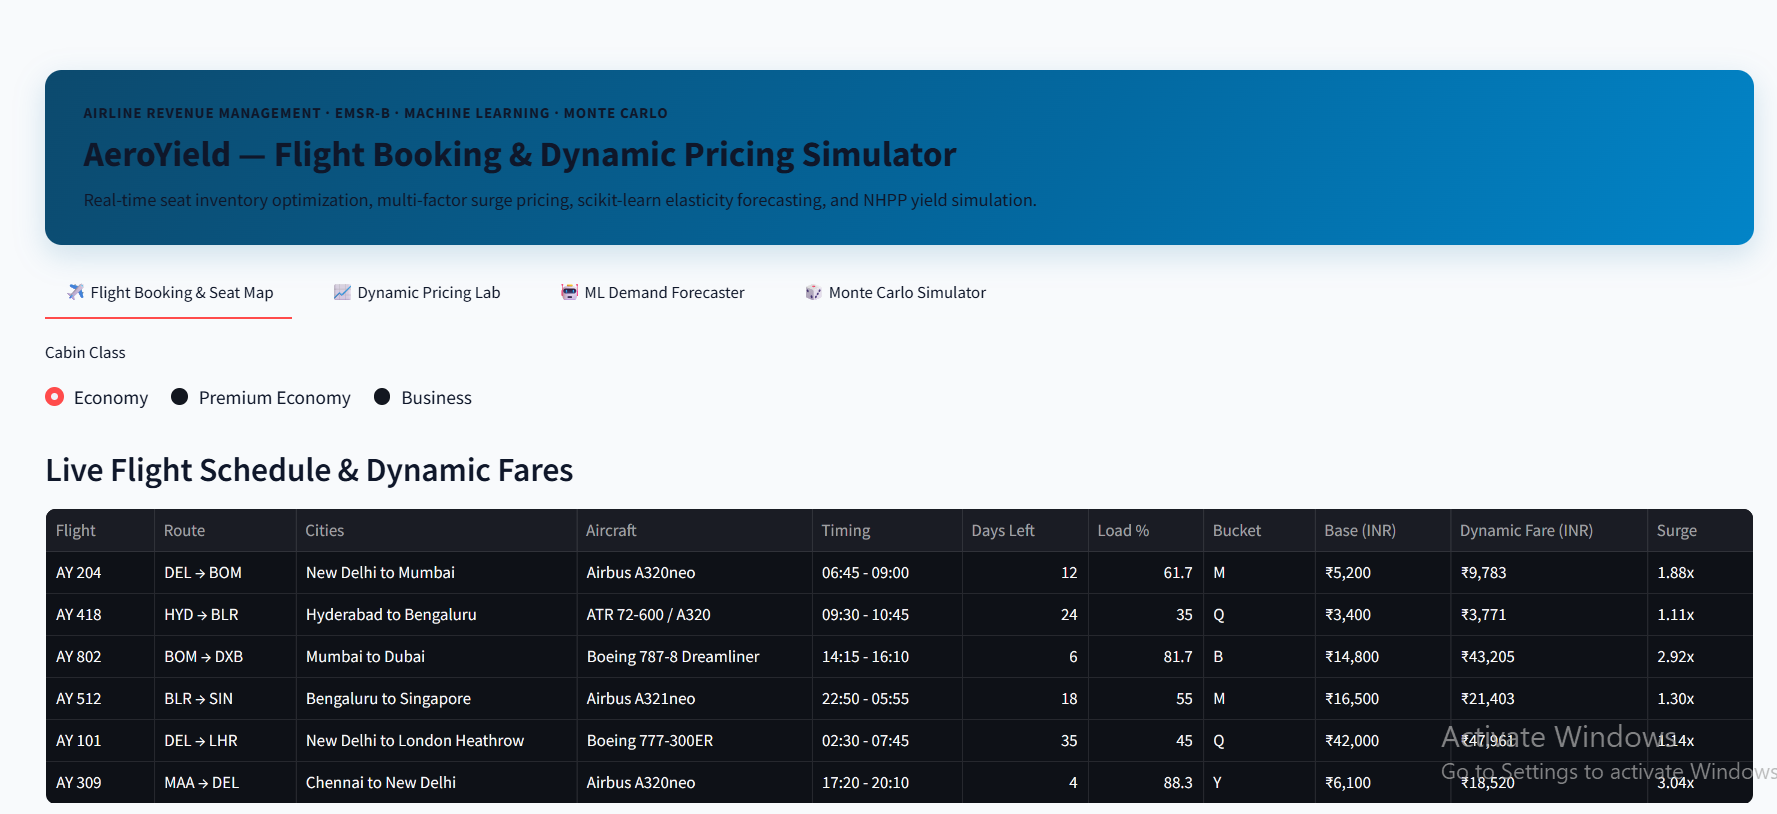 AIRLINE REVENUE MANAGEMENT · EMSR-B · MACHINE LEARNING · MONTE CARLO
AeroYield — Flight Booking & Dynamic Pricing Simulator
Real-time seat inventory optimization, multi-factor surge pricing, scikit-learn elasticity forecasting, and NHPP yield simulation.
Flight Booking & Seat Map Dynamic Pricing Lab ML Demand Forecaster Monte Carlo Simulator
Cabin Class
Economy Premium Economy Business
Live Flight Schedule & Dynamic Fares
Flight Route Cities Aircraft Timing Days Left Load % Bucket Base (INR) Dynamic Fare (INR) Surge
AY 204 DEL → BOM New Delhi to Mumbai Airbus A320neo 06:45 - 09:00 12 61.7 M ₹5,200 ₹9,783 1.88x
AY 418 HYD → BLR Hyderabad to Bengaluru ATR 72-600 / A320 09:30 - 10:45 24 35 Q ₹3,400 ₹3,771 1.11x
AY 802 BOM → DXB Mumbai to Dubai Boeing 787-8 Dreamliner 14:15 - 16:10 6 81.7 B ₹14,800 ₹43,205 2.92x
AY 512 BLR → SIN Bengaluru to Singapore Airbus A321neo 22:50 - 05:55 18 55 M ₹16,500 ₹21,403 1.30x
AY 101 DEL → LHR New Delhi to London Heathrow Boeing 777-300ER 02:30 - 07:45 35 45 Q ₹42,000 ₹47,961 1.14x
AY 309 MAA → DEL Chennai to New Delhi Airbus A320neo 17:20 - 20:10 4 88.3 Y ₹6,100 ₹18,520 3.04x
Activate Windows
Go to Settings to activate Windows